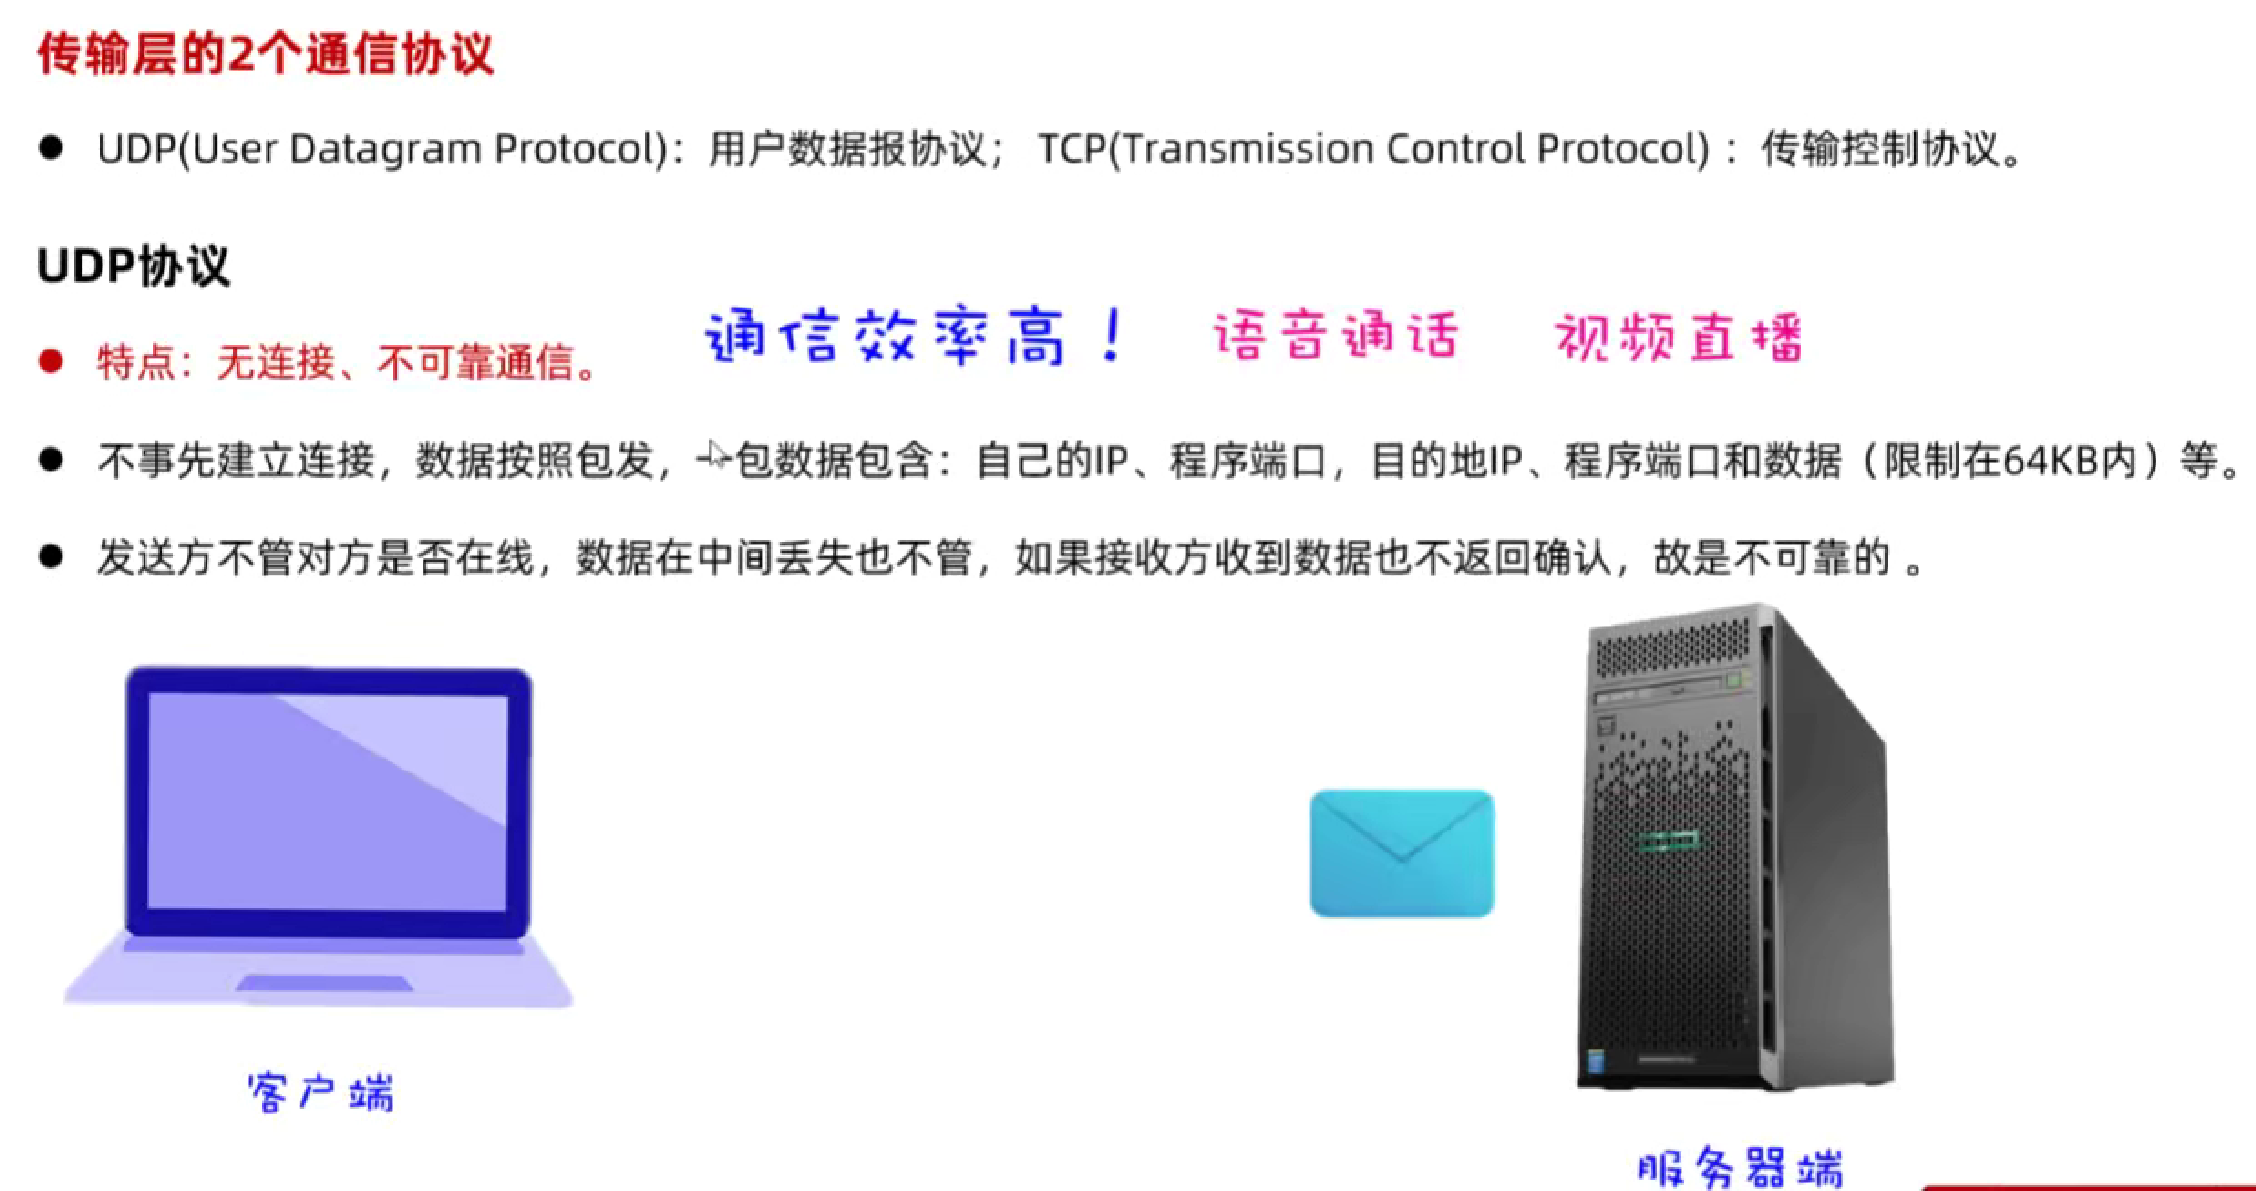 传输层的2个通信协议
● UDP(User Datagram Protocol)：用户数据报协议； TCP(Transmission Control Protocol) ：传输控制协议。
UDP协议
通信效率高！ 语音通话 视频直播
● 特点：无连接、不可靠通信。
● 不事先建立连接，数据按照包发，一包数据包含：自己的IP、程序端口，目的地IP、程序端口和数据（限制在64KB内）等。
● 发送方不管对方是否在线，数据在中间丢失也不管，如果接收方收到数据也不返回确认，故是不可靠的 。
客户端
服务器端